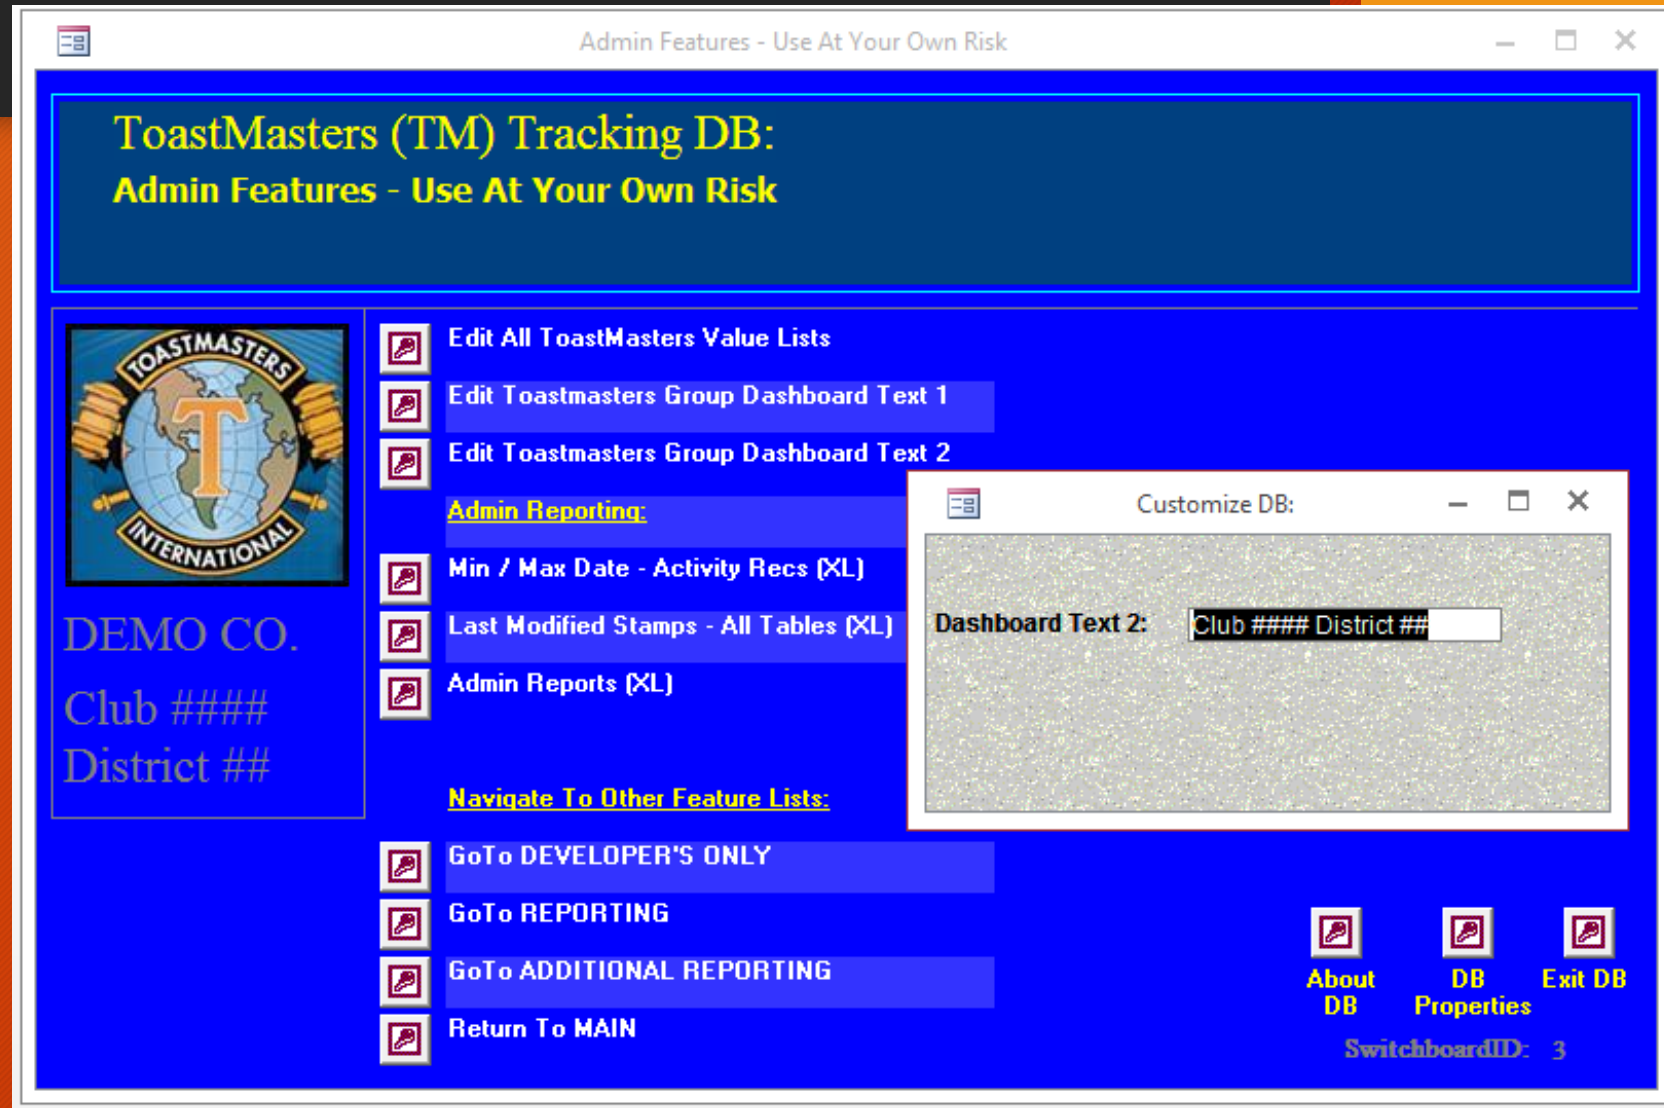 Admin Features - Use At Your Own Risk
ToastMasters (TM) Tracking DB:
Admin Features - Use At Your Own Risk
TOASTMASTERS
T
INTERNATIONAL
DEMO CO.
Club ####
District ##
Edit All ToastMasters Value Lists
Edit Toastmasters Group Dashboard Text 1
Edit Toastmasters Group Dashboard Text 2
Admin Reporting:
Min / Max Date - Activity Recs (XL)
Last Modified Stamps - All Tables (XL)
Admin Reports (XL)
Navigate To Other Feature Lists:
GoTo DEVELOPER'S ONLY
GoTo REPORTING
GoTo ADDITIONAL REPORTING
Return To MAIN
Customize DB:
Dashboard Text 2: Club #### District ##
About
DB
DB
Properties
Exit DB
SwitchboardID: 3